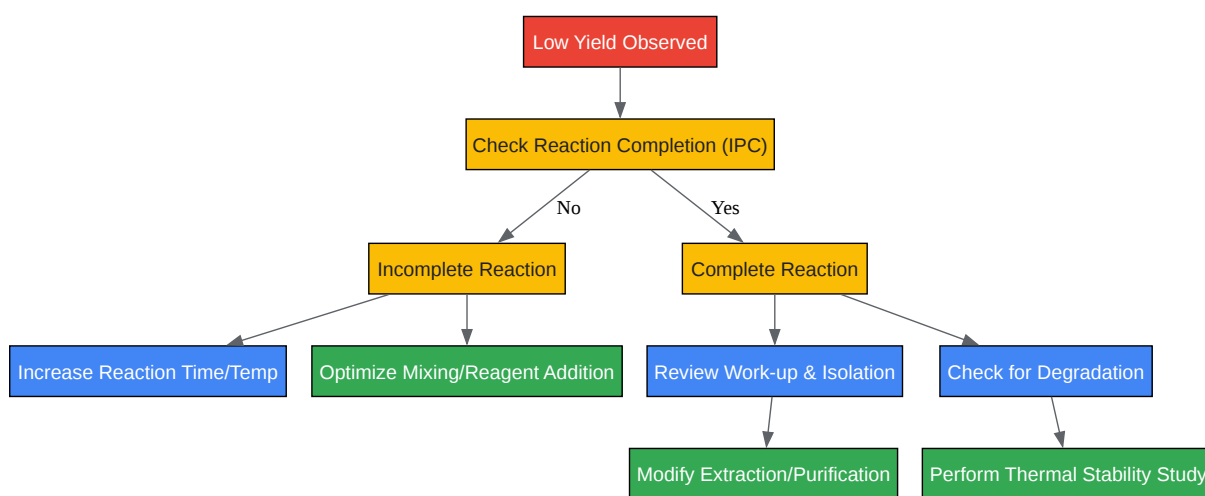 Low Yield Observed
Check Reaction Completion (IPC)
No
Yes
Incomplete Reaction
Complete Reaction
Increase Reaction Time/Temp
Optimize Mixing/Reagent Addition
Review Work-up & Isolation
Check for Degradation
Modify Extraction/Purification
Perform Thermal Stability Study